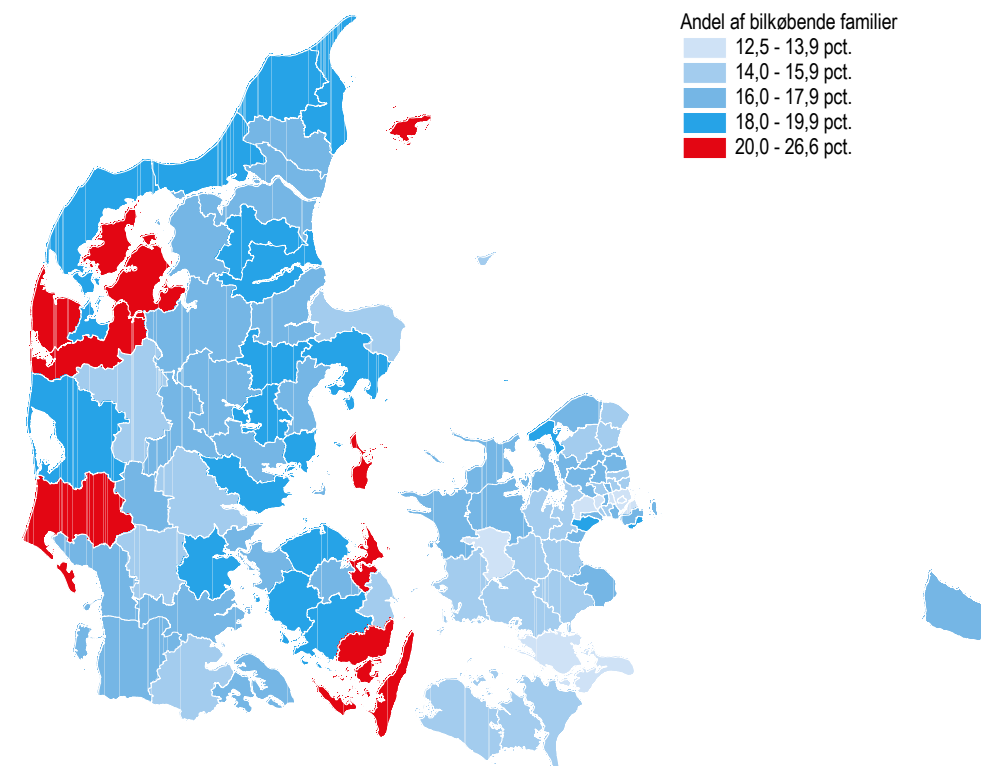 Andel af bilkøbende familier
12,5 - 13,9 pct.
14,0 - 15,9 pct.
16,0 - 17,9 pct.
18,0 - 19,9 pct.
20,0 - 26,6 pct.